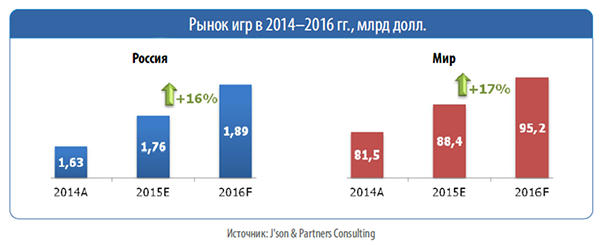 Рынок игр в 2014–2016 гг., млрд долл.
Россия
+16%
1,63
1,76
1,89
2014A
2015E
2016F
Мир
+17%
81,5
88,4
95,2
2014A
2015E
2016F
Источник: J'son & Partners Consulting